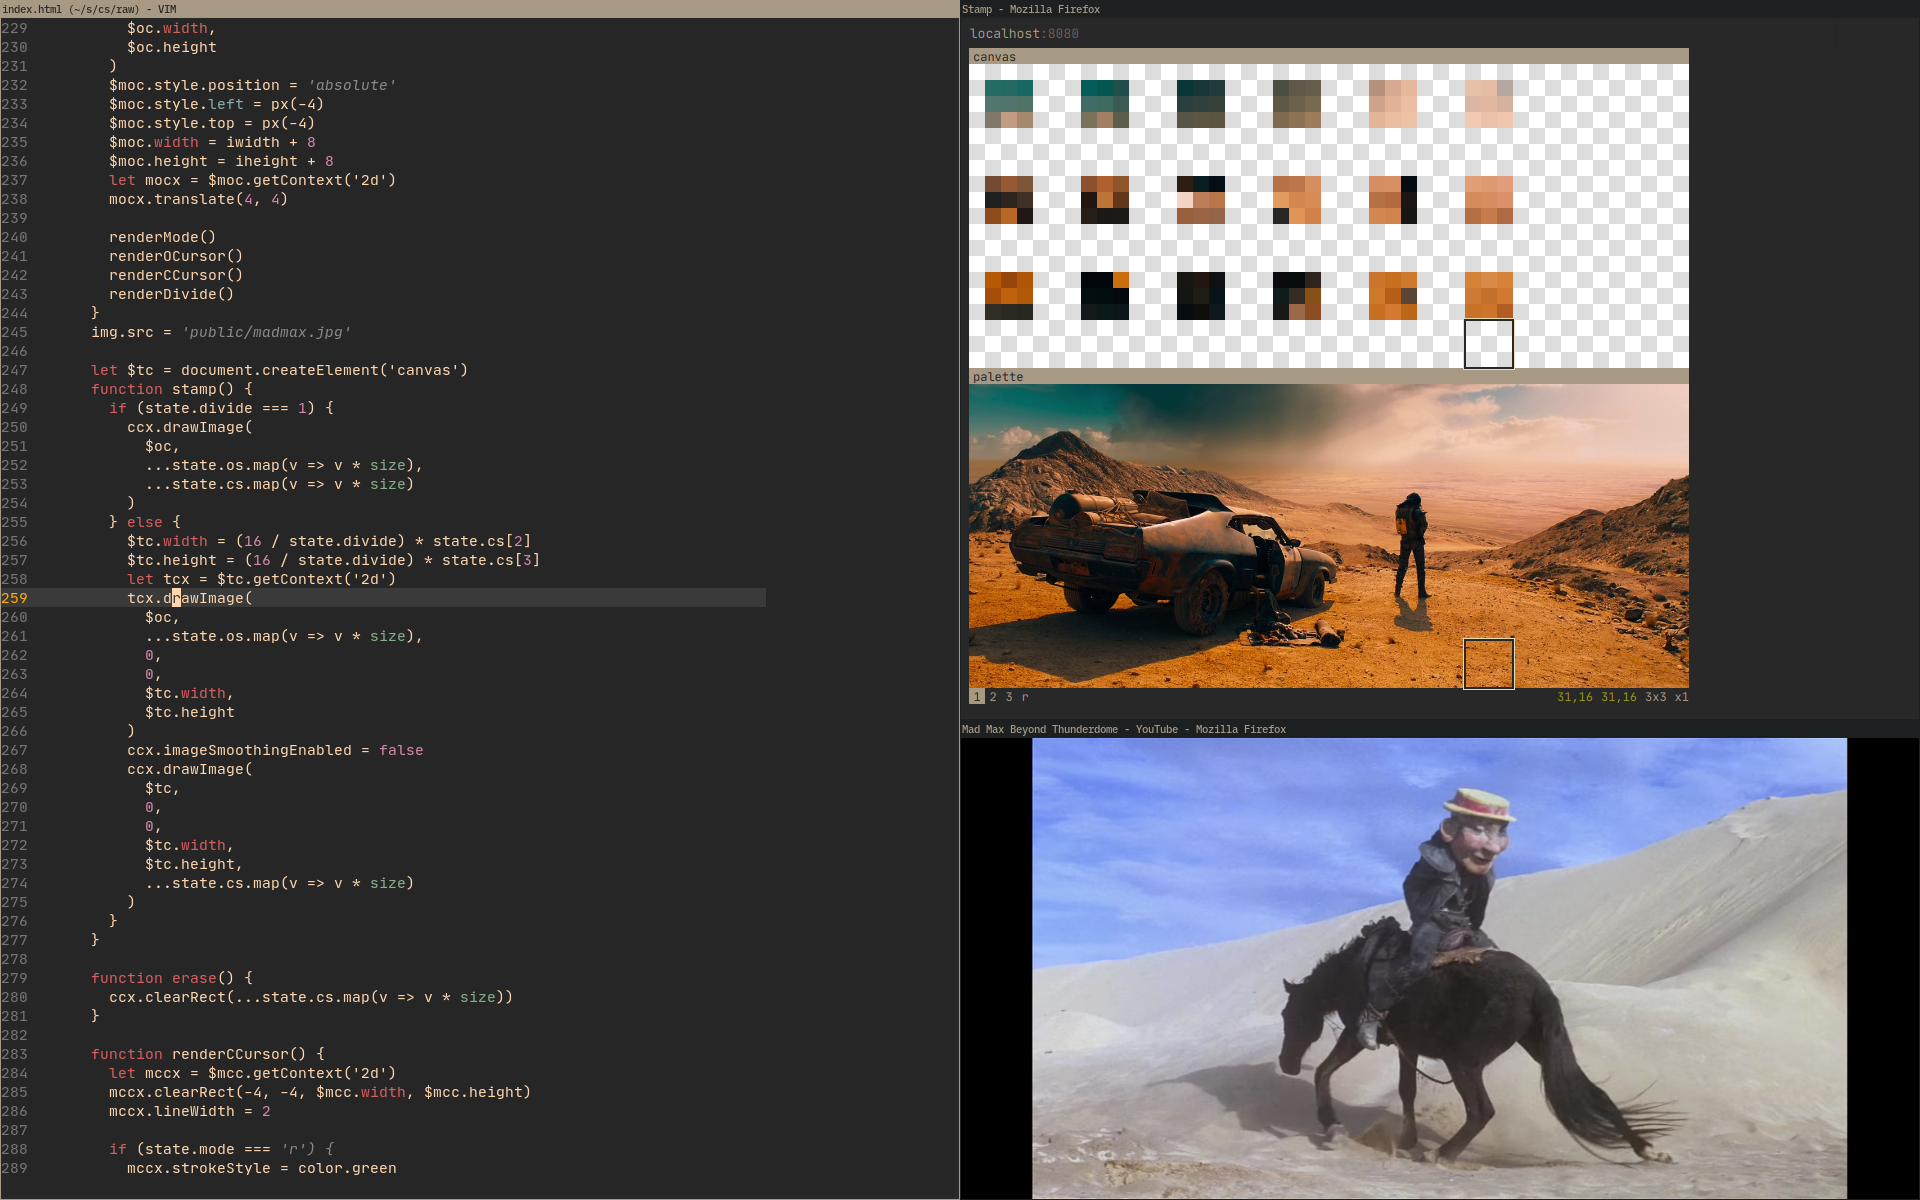 index.html (~/s/cs/raw) - VIM
229 $oc.width,
230 $oc.height
231 )
232 $moc.style.position = 'absolute'
233 $moc.style.left = px(-4)
234 $moc.style.top = px(-4)
235 $moc.width = iwidth + 8
236 $moc.height = iheight + 8
237 let mocx = $moc.getContext('2d')
238 mocx.translate(4, 4)
239
240 renderMode()
241 renderOCursor()
242 renderCCursor()
243 renderDivide()
244 }
245 img.src = 'public/madmax.jpg'
246
247 let $tc = document.createElement('canvas')
248 function stamp() {
249 if (state.divide === 1) {
250 ccx.drawImage(
251 $oc,
252 ...state.os.map(v => v * size),
253 ...state.cs.map(v => v * size)
254 )
255 } else {
256 $tc.width = (16 / state.divide) * state.cs[2]
257 $tc.height = (16 / state.divide) * state.cs[3]
258 let tcx = $tc.getContext('2d')
259 tcx.drawImage(
260 $oc,
261 ...state.os.map(v => v * size),
262 0,
263 0,
264 $tc.width,
265 $tc.height
266 )
267 ccx.imageSmoothingEnabled = false
268 ccx.drawImage(
269 $tc,
270 0,
271 0,
272 $tc.width,
273 $tc.height,
274 ...state.cs.map(v => v * size)
275 )
276 }
277 }
278
279 function erase() {
280 ccx.clearRect(...state.cs.map(v => v * size))
281 }
282
283 function renderCCursor() {
284 let mccx = $mcc.getContext('2d')
285 mccx.clearRect(-4, -4, $mcc.width, $mcc.height)
286 mccx.lineWidth = 2
287
288 if (state.mode === 'r') {
289 mccx.strokeStyle = color.green
Stamp - Mozilla Firefox
localhost:8080
canvas
palette
1 2 3 r
31,16 31,16 3x3 x1
Mad Max Beyond Thunderdome - YouTube - Mozilla Firefox